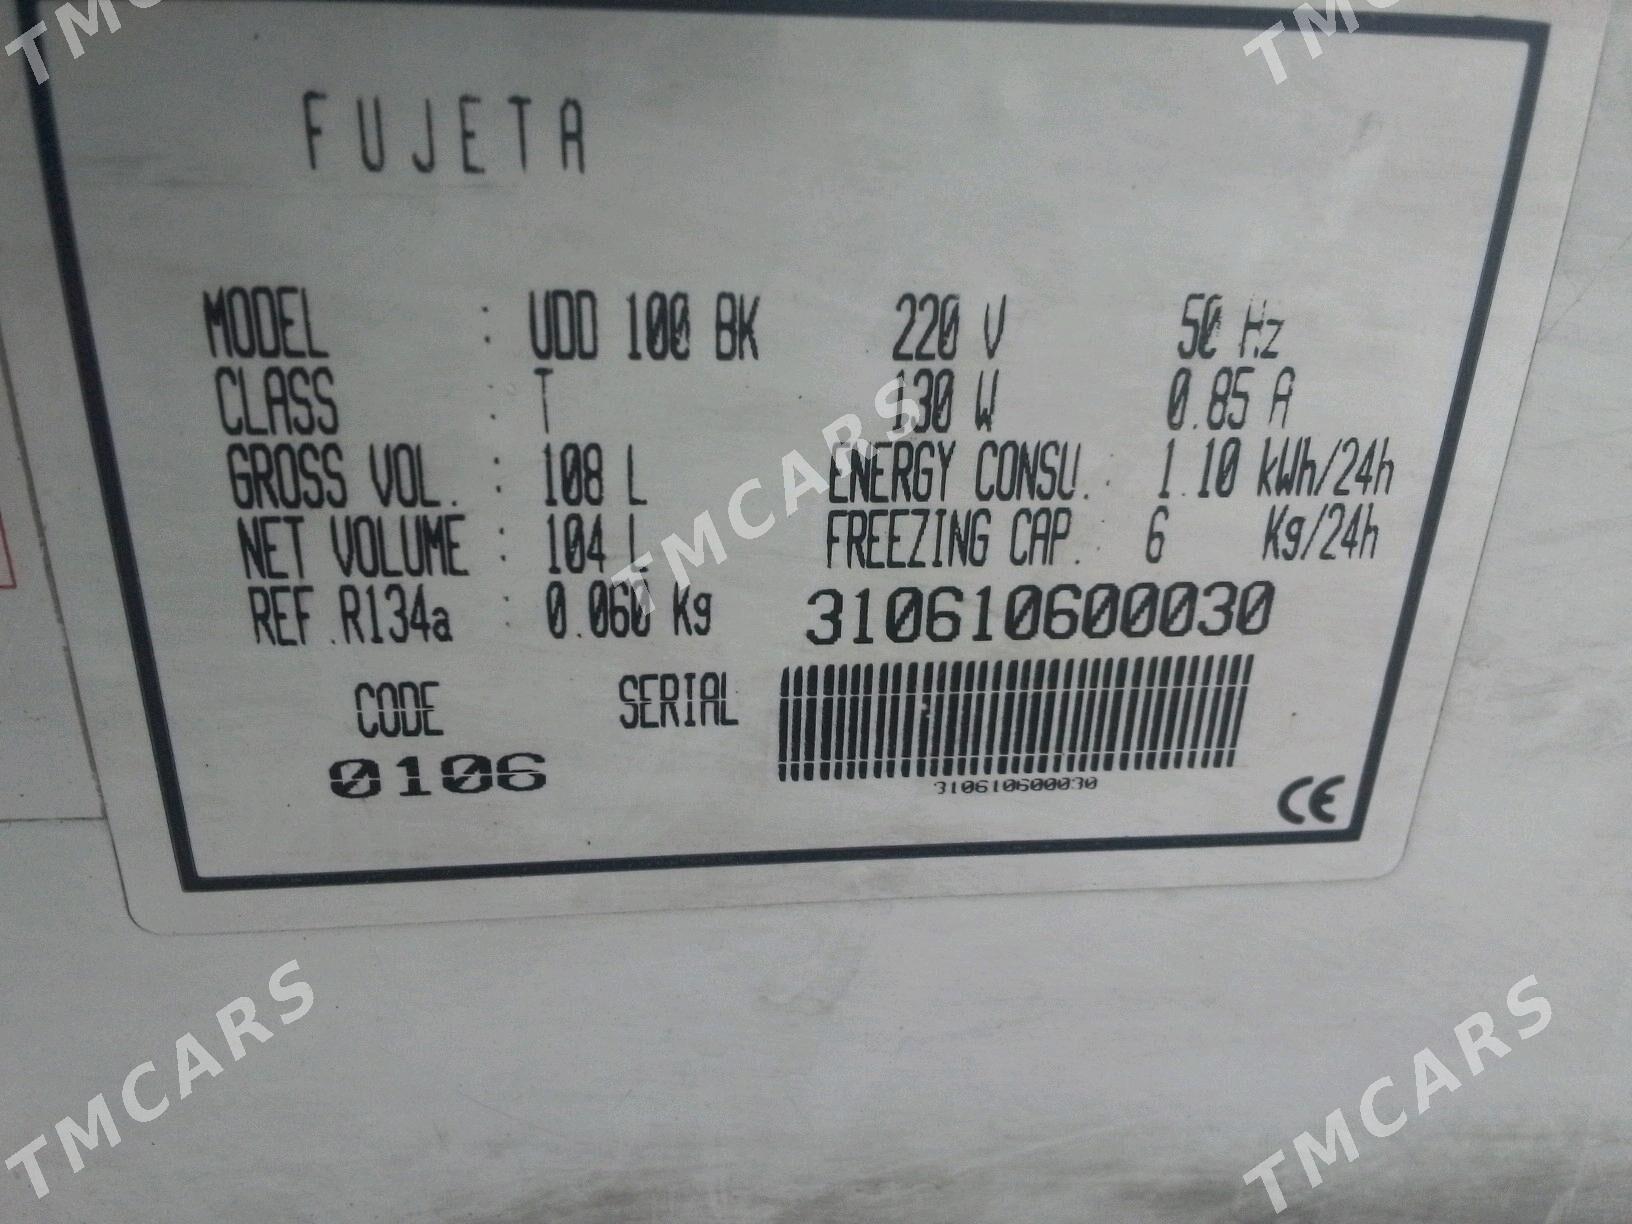 TMCARS
TMCARS
FUJETA
MODEL : UDD 100 BK 220 V 50 Hz
CLASS : T 130 W 0.85 A
GROSS VOL. : 108 L ENERGY CONSU. : 1.10 kWh/24h
NET VOLUME : 104 L FREEZING CAP. : 6 Kg/24h
REF.R134a : 0.060 Kg 310610600030
CODE SERIAL
0106
310610600030
CE
TMCARS
TMCARS
TMCARS